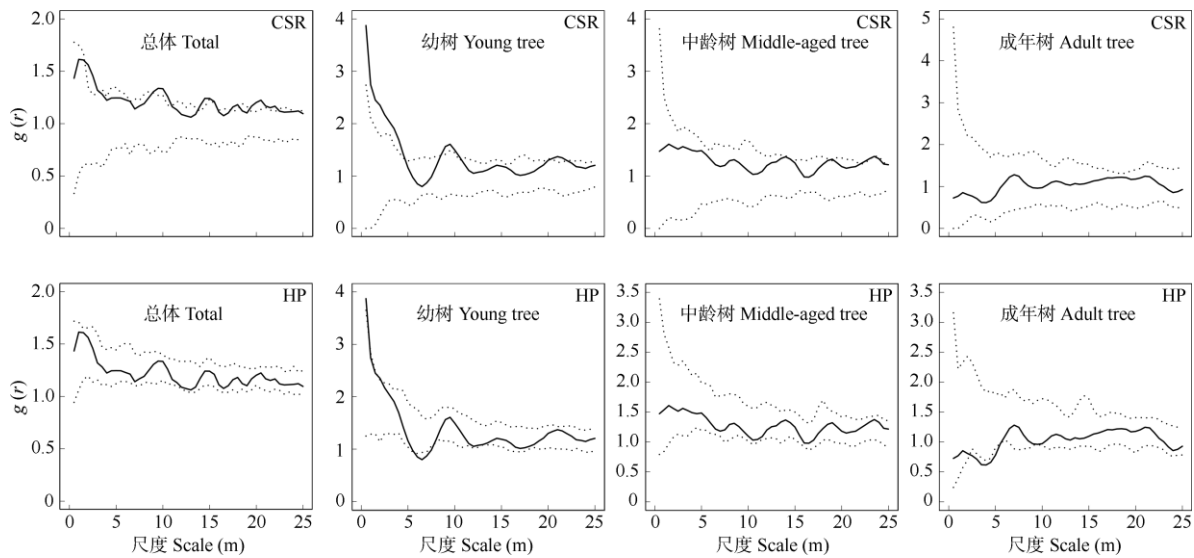 CSR
总体 Total
2.0
1.5
1.0
0.5
0
g (r)
CSR
幼树 Young tree
4
3
2
1
0
CSR
中龄树 Middle-aged tree
4
3
2
1
0
CSR
成年树 Adult tree
5
4
3
2
1
0
HP
总体 Total
2.0
1.5
1.0
0.5
0
g (r)
0 5 10 15 20 25
尺度 Scale (m)
HP
幼树 Young tree
4
3
2
1
0
0 5 10 15 20 25
尺度 Scale (m)
HP
中龄树 Middle-aged tree
3.5
3.0
2.5
2.0
1.5
1.0
0.5
0
0 5 10 15 20 25
尺度 Scale (m)
HP
成年树 Adult tree
3.5
3.0
2.5
2.0
1.5
1.0
0.5
0
0 5 10 15 20 25
尺度 Scale (m)